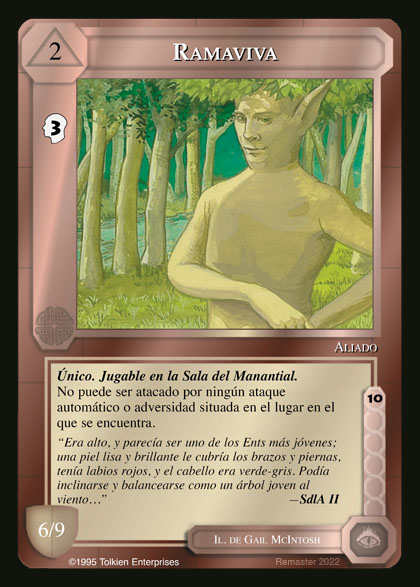 2
RAMAVIVA
3
ALIADO
Único. Jugable en la Sala del Manantial.
No puede ser atacado por ningún ataque
automático o adversidad situada en el lugar en el
que se encuentra.
“Era alto, y parecía ser uno de los Ents más jóvenes;
una piel lisa y brillante le cubría los brazos y piernas,
tenía labios rojos, y el cabello era verde-gris. Podía
inclinarse y balancearse como un árbol joven al
viento…” –SdlA II
10
6/9
IL. DE GAIL MCINTOSH
©1995 Tolkien Enterprises Remaster 2022